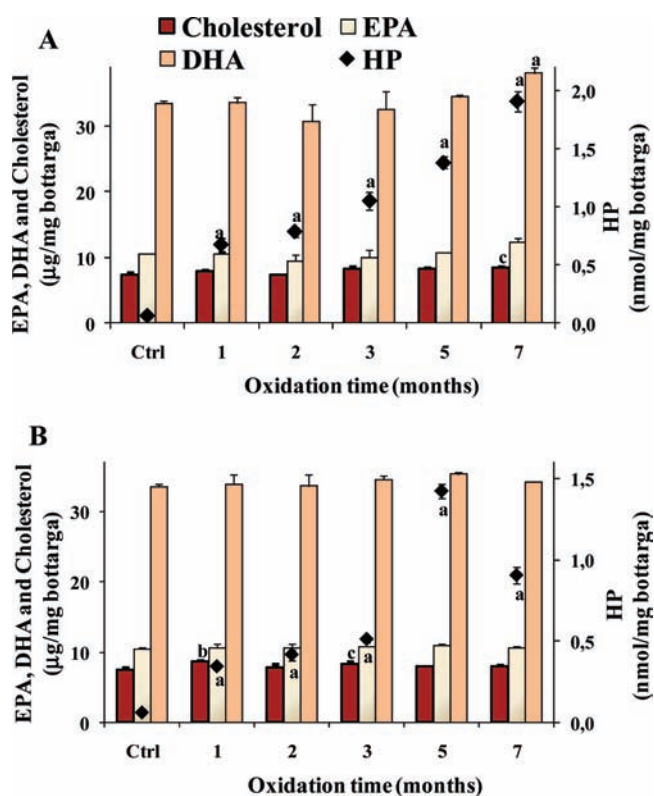 A
Cholesterol EPA
DHA HP
EPA, DHA and Cholesterol
(µg/mg bottarga)
30
20
10
0
a
a
a
a
a
a
c
2,0
1,5
1,0
0,5
0,0
HP
(nmol/mg bottarga)
Ctrl 1 2 3 5 7
Oxidation time (months)
B
EPA, DHA and Cholesterol
(µg/mg bottarga)
30
20
10
0
b
a
a
c
a
a
a
1,5
1,0
0,5
0,0
HP
(nmol/mg bottarga)
Ctrl 1 2 3 5 7
Oxidation time (months)